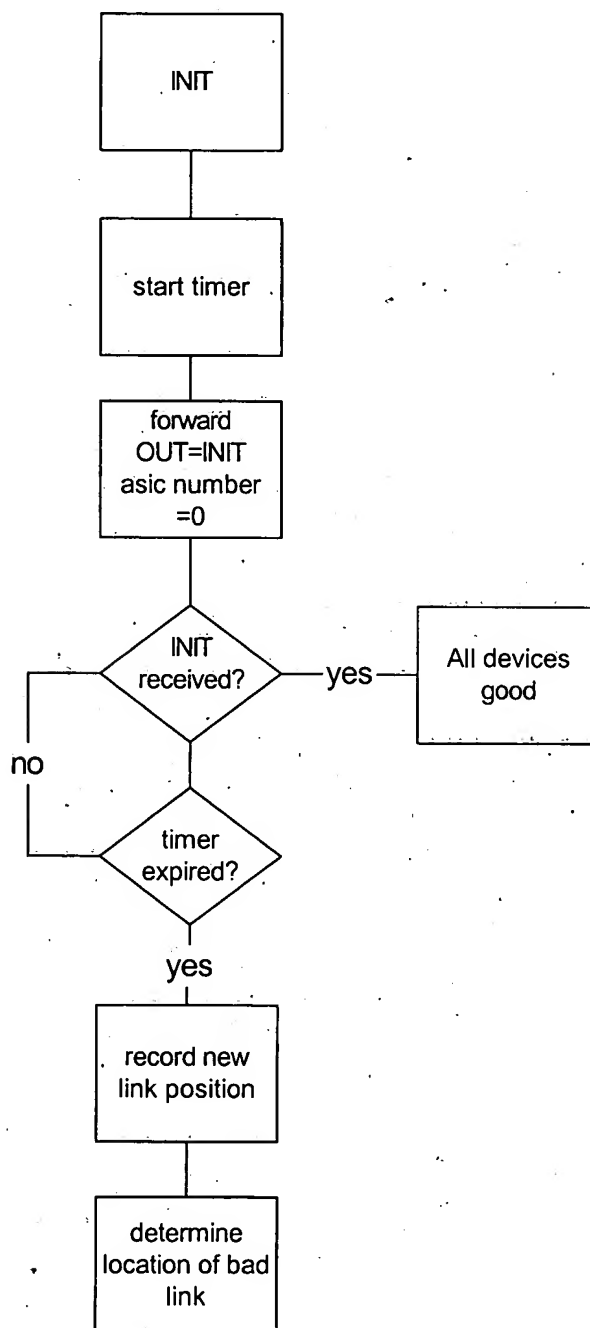 INIT
start timer
forward
OUT=INIT
asic number
=0
INIT
received?
yes
All devices
good
no
timer
expired?
yes
record new
link position
determine
location of bad
link